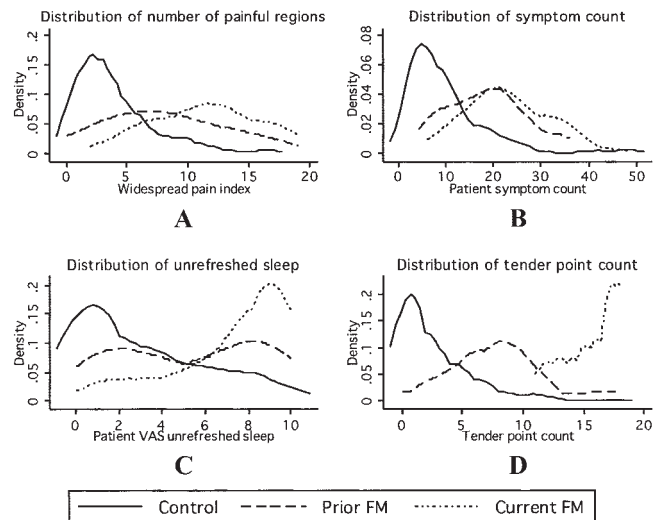 Distribution of number of painful regions
Density
0 .05 .1 .15 .2
0 5 10 15 20
Widespread pain index
A
Distribution of symptom count
Density
0 .02 .04 .06 .08
0 10 20 30 40 50
Patient symptom count
B
Distribution of unrefreshed sleep
Density
0 .05 .1 .15 .2
0 2 4 6 8 10
Patient VAS unrefreshed sleep
C
Distribution of tender point count
Density
0 .05 .1 .15 .2
0 5 10 15 20
Tender point count
D
Control Prior FM Current FM